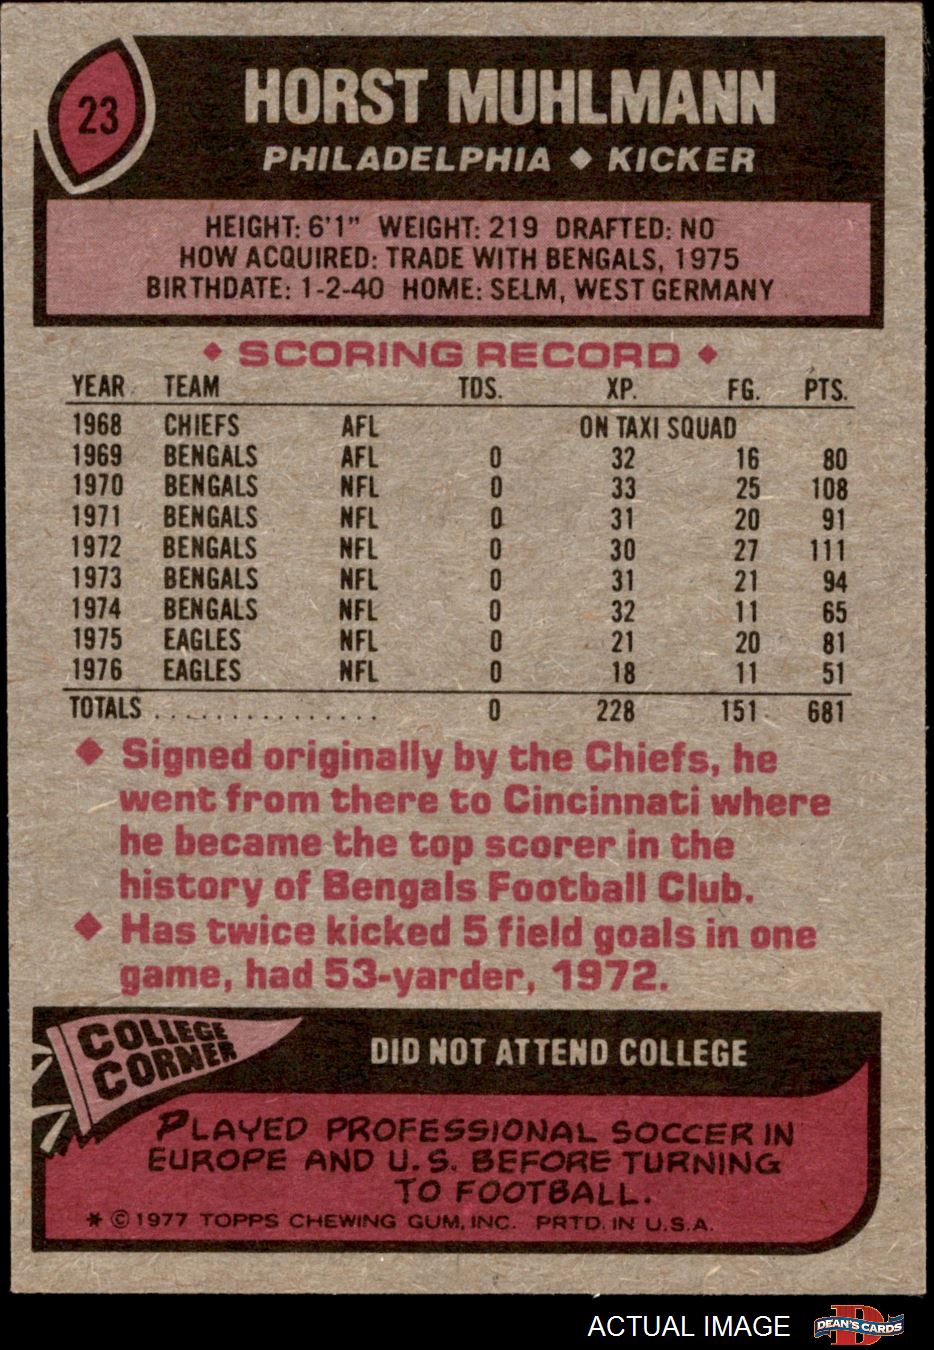 23
HORST MUHLMANN
PHILADELPHIA ◆ KICKER
HEIGHT: 6'1" WEIGHT: 219 DRAFTED: NO
HOW ACQUIRED: TRADE WITH BENGALS, 1975
BIRTHDATE: 1-2-40 HOME: SELM, WEST GERMANY
◆ SCORING RECORD ◆
YEAR TEAM TDS. XP. FG. PTS.
1968 CHIEFS AFL ON TAXI SQUAD
1969 BENGALS AFL 0 32 16 80
1970 BENGALS NFL 0 33 25 108
1971 BENGALS NFL 0 31 20 91
1972 BENGALS NFL 0 30 27 111
1973 BENGALS NFL 0 31 21 94
1974 BENGALS NFL 0 32 11 65
1975 EAGLES NFL 0 21 20 81
1976 EAGLES NFL 0 18 11 51
TOTALS ................ 0 228 151 681
◆ Signed originally by the Chiefs, he
went from there to Cincinnati where
he became the top scorer in the
history of Bengals Football Club.
◆ Has twice kicked 5 field goals in one
game, had 53-yarder, 1972.
COLLEGE
CORNER
DID NOT ATTEND COLLEGE
PLAYED PROFESSIONAL SOCCER IN
EUROPE AND U.S. BEFORE TURNING
TO FOOTBALL.
* © 1977 TOPPS CHEWING GUM, INC. PRTD. IN U.S.A.
ACTUAL IMAGE
DEAN'S CARDS